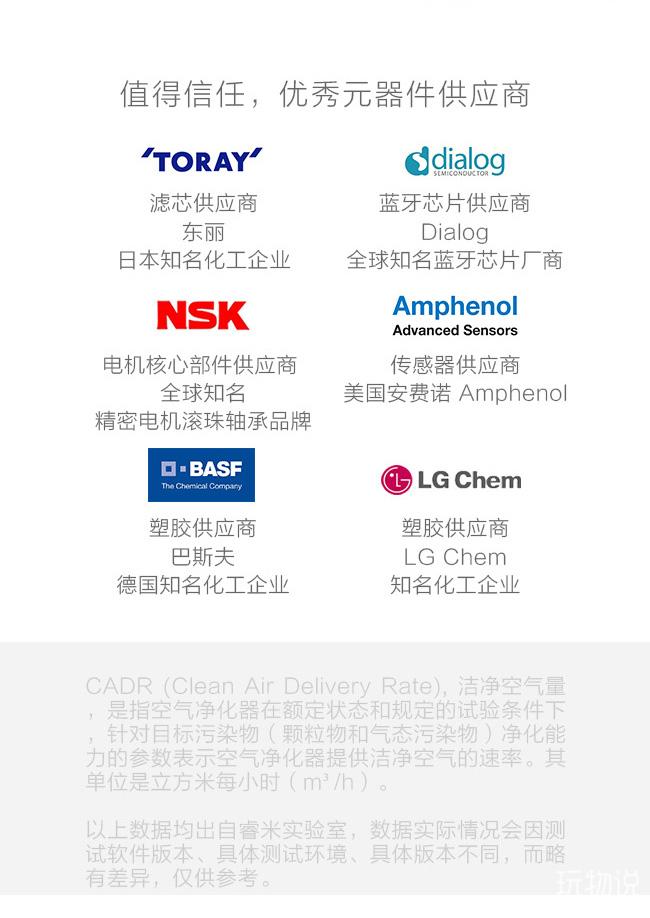 值得信任，优秀元器件供应商
TORAY
滤芯供应商
东丽
日本知名化工企业
dialog
SEMICONDUCTOR
蓝牙芯片供应商
Dialog
全球知名蓝牙芯片厂商
NSK
电机核心部件供应商
全球知名
精密电机滚珠轴承品牌
Amphenol
Advanced Sensors
传感器供应商
美国安费诺 Amphenol
BASF
The Chemical Company
塑胶供应商
巴斯夫
德国知名化工企业
LG Chem
塑胶供应商
LG Chem
知名化工企业
CADR (Clean Air Delivery Rate), 洁净空气量
，是指空气净化器在额定状态和规定的试验条件下
，针对目标污染物（颗粒物和气态污染物）净化能
力的参数表示空气净化器提供洁净空气的速率。其
单位是立方米每小时（m³/h）。
以上数据均出自睿米实验室，数据实际情况会因测
试软件版本、具体测试环境、具体版本不同，而略
有差异，仅供参考。
玩物说